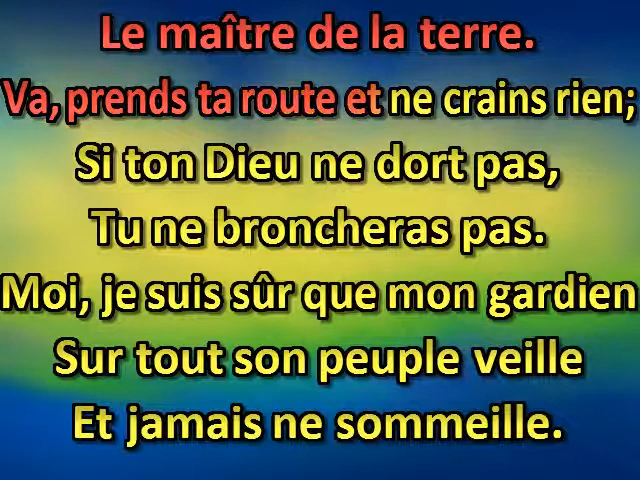 Le maître de la terre.
Va, prends ta route et ne crains rien;
Si ton Dieu ne dort pas,
Tu ne broncheras pas.
Moi, je suis sûr que mon gardien
Sur tout son peuple veille
Et jamais ne sommeille.